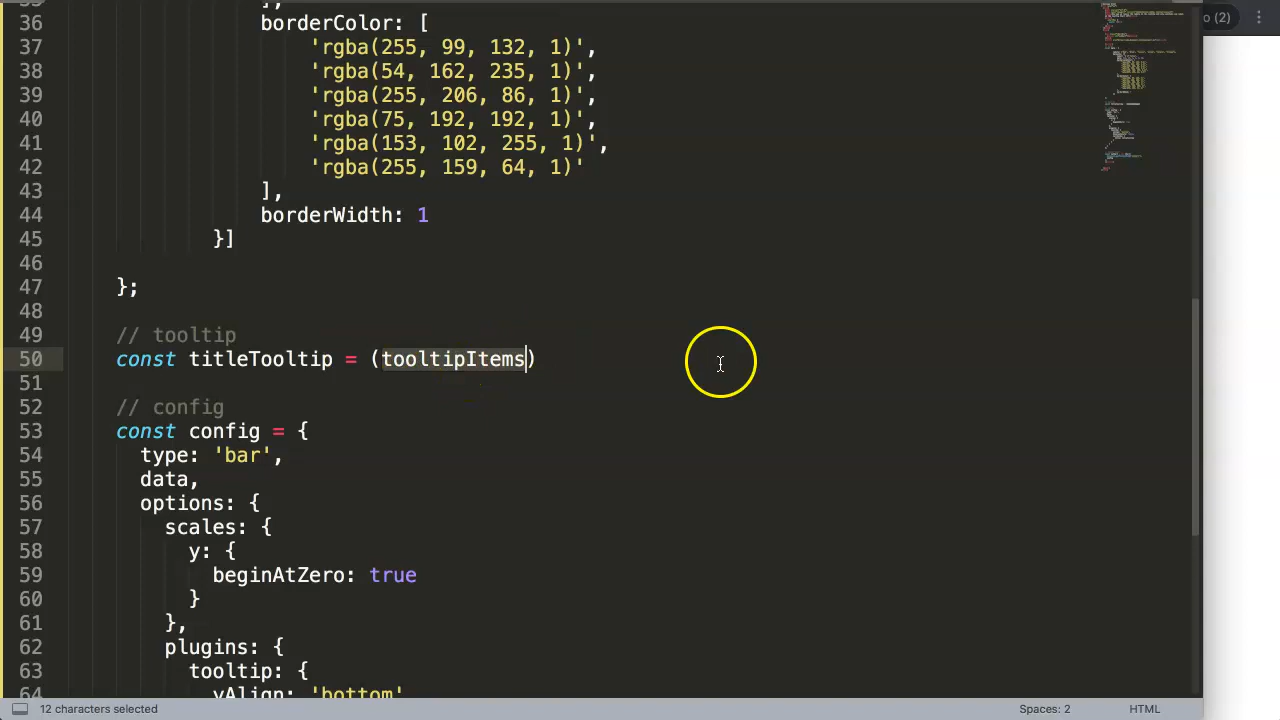 o (2)
35 ],
36 borderColor: [
37 'rgba(255, 99, 132, 1)',
38 'rgba(54, 162, 235, 1)',
39 'rgba(255, 206, 86, 1)',
40 'rgba(75, 192, 192, 1)',
41 'rgba(153, 102, 255, 1)',
42 'rgba(255, 159, 64, 1)'
43 ],
44 borderWidth: 1
45 }]
46
47 };
48
49 // tooltip
50 const titleTooltip = (tooltipItems)
51
52 // config
53 const config = {
54 type: 'bar',
55 data,
56 options: {
57 scales: {
58 y: {
59 beginAtZero: true
60 }
61 },
62 plugins: {
63 tooltip: {
64 yAlign: 'bottom'
12 characters selected
Spaces: 2
HTML